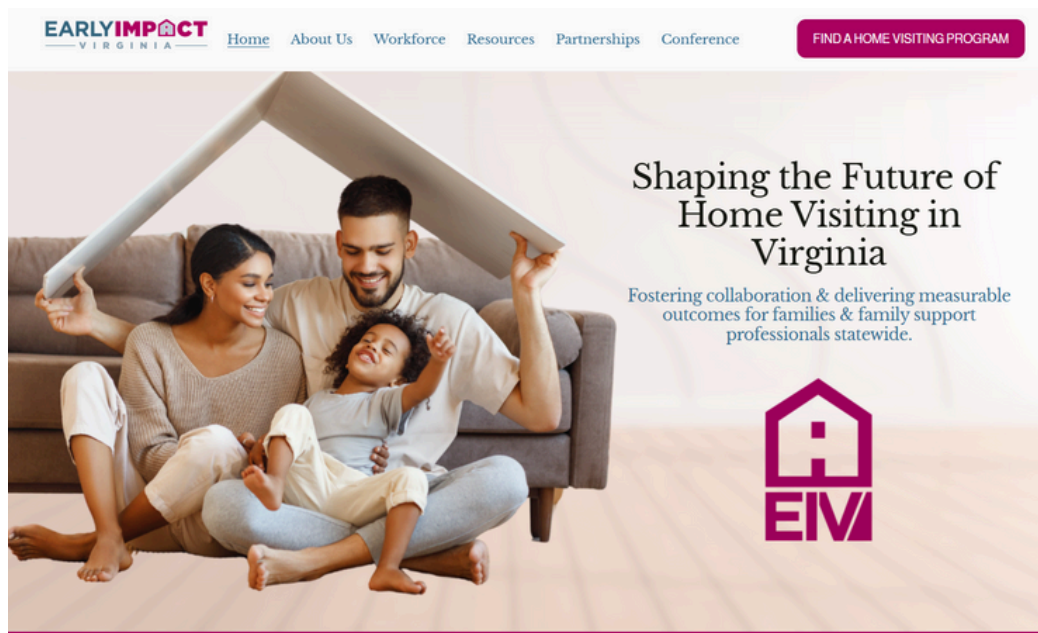 EARLYIMPACT
VIRGINIA
Home About Us Workforce Resources Partnerships Conference
FIND A HOME VISITING PROGRAM
Shaping the Future of
Home Visiting in
Virginia
Fostering collaboration & delivering measurable
outcomes for families & family support
professionals statewide.
EIVA